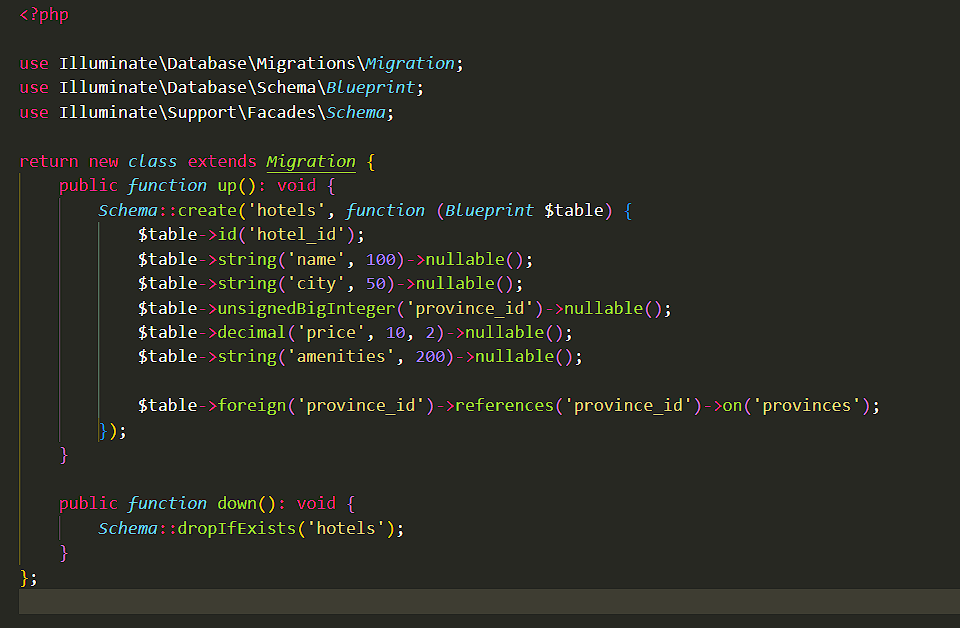 <?php

use Illuminate\Database\Migrations\Migration;
use Illuminate\Database\Schema\Blueprint;
use Illuminate\Support\Facades\Schema;

return new class extends Migration {
    public function up(): void {
        Schema::create('hotels', function (Blueprint $table) {
            $table->id('hotel_id');
            $table->string('name', 100)->nullable();
            $table->string('city', 50)->nullable();
            $table->unsignedBigInteger('province_id')->nullable();
            $table->decimal('price', 10, 2)->nullable();
            $table->string('amenities', 200)->nullable();

            $table->foreign('province_id')->references('province_id')->on('provinces');
        });
    }

    public function down(): void {
        Schema::dropIfExists('hotels');
    }
};